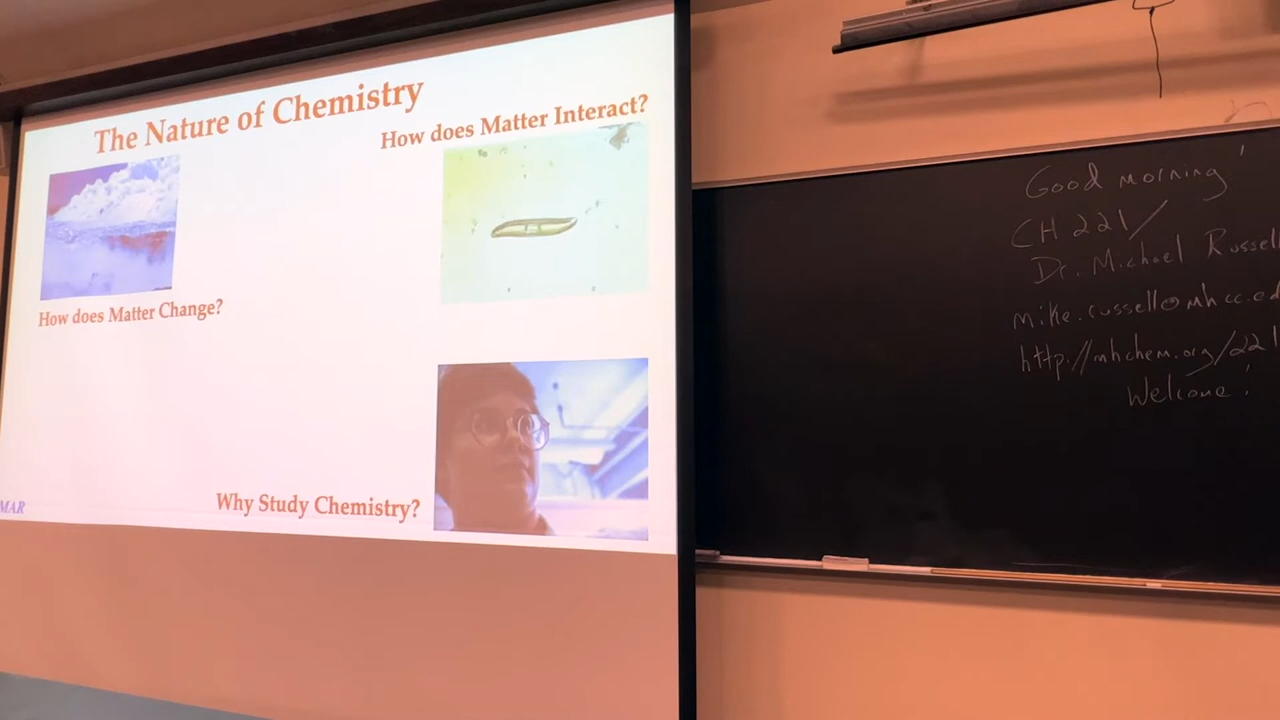 The Nature of Chemistry
How does Matter Interact?
How does Matter Change?
Why Study Chemistry?
MAR
Good morning!
CH 221/
Dr. Michael Russell
mike.russell@mhcc.ed
http://mhchem.org/221
Welcome!